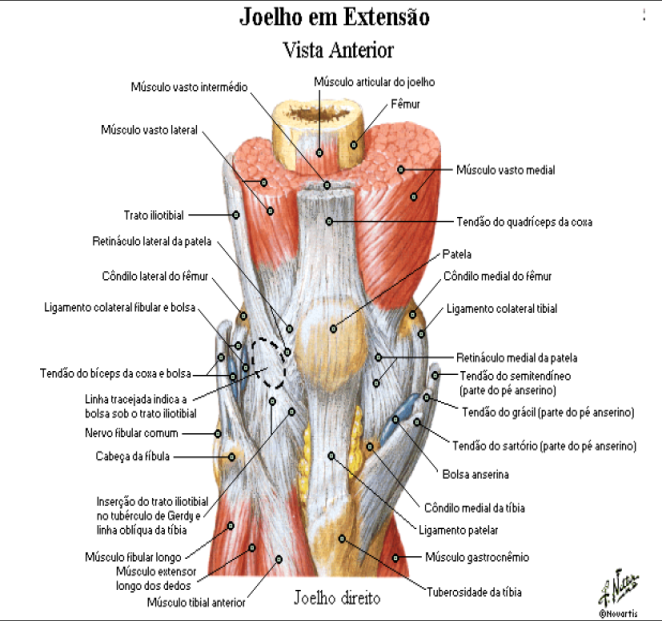 Joelho em Extensão
Vista Anterior
Músculo vasto intermédio
Músculo articular do joelho
Fêmur
Músculo vasto lateral
Músculo vasto medial
Trato iliotibial
Tendão do quadríceps da coxa
Retináculo lateral da patela
Patela
Côndilo lateral do fêmur
Côndilo medial do fêmur
Ligamento colateral fibular e bolsa
Ligamento colateral tibial
Retináculo medial da patela
Tendão do bíceps da coxa e bolsa
Tendão do semitendíneo
(parte do pé anserino)
Linha tracejada indica a
bolsa sob o trato iliotibial
Tendão do grácil (parte do pé anserino)
Nervo fibular comum
Tendão do sartório (parte do pé anserino)
Cabeça da fíbula
Bolsa anserina
Inserção do trato iliotibial
no tubérculo de Gerdy e
linha oblíqua da tíbia
Côndilo medial da tíbia
Ligamento patelar
Músculo fibular longo
Músculo gastrocnêmio
Músculo extensor
longo dos dedos
Tuberosidade da tíbia
Músculo tibial anterior
Joelho direito
F. Netter
©Novartis